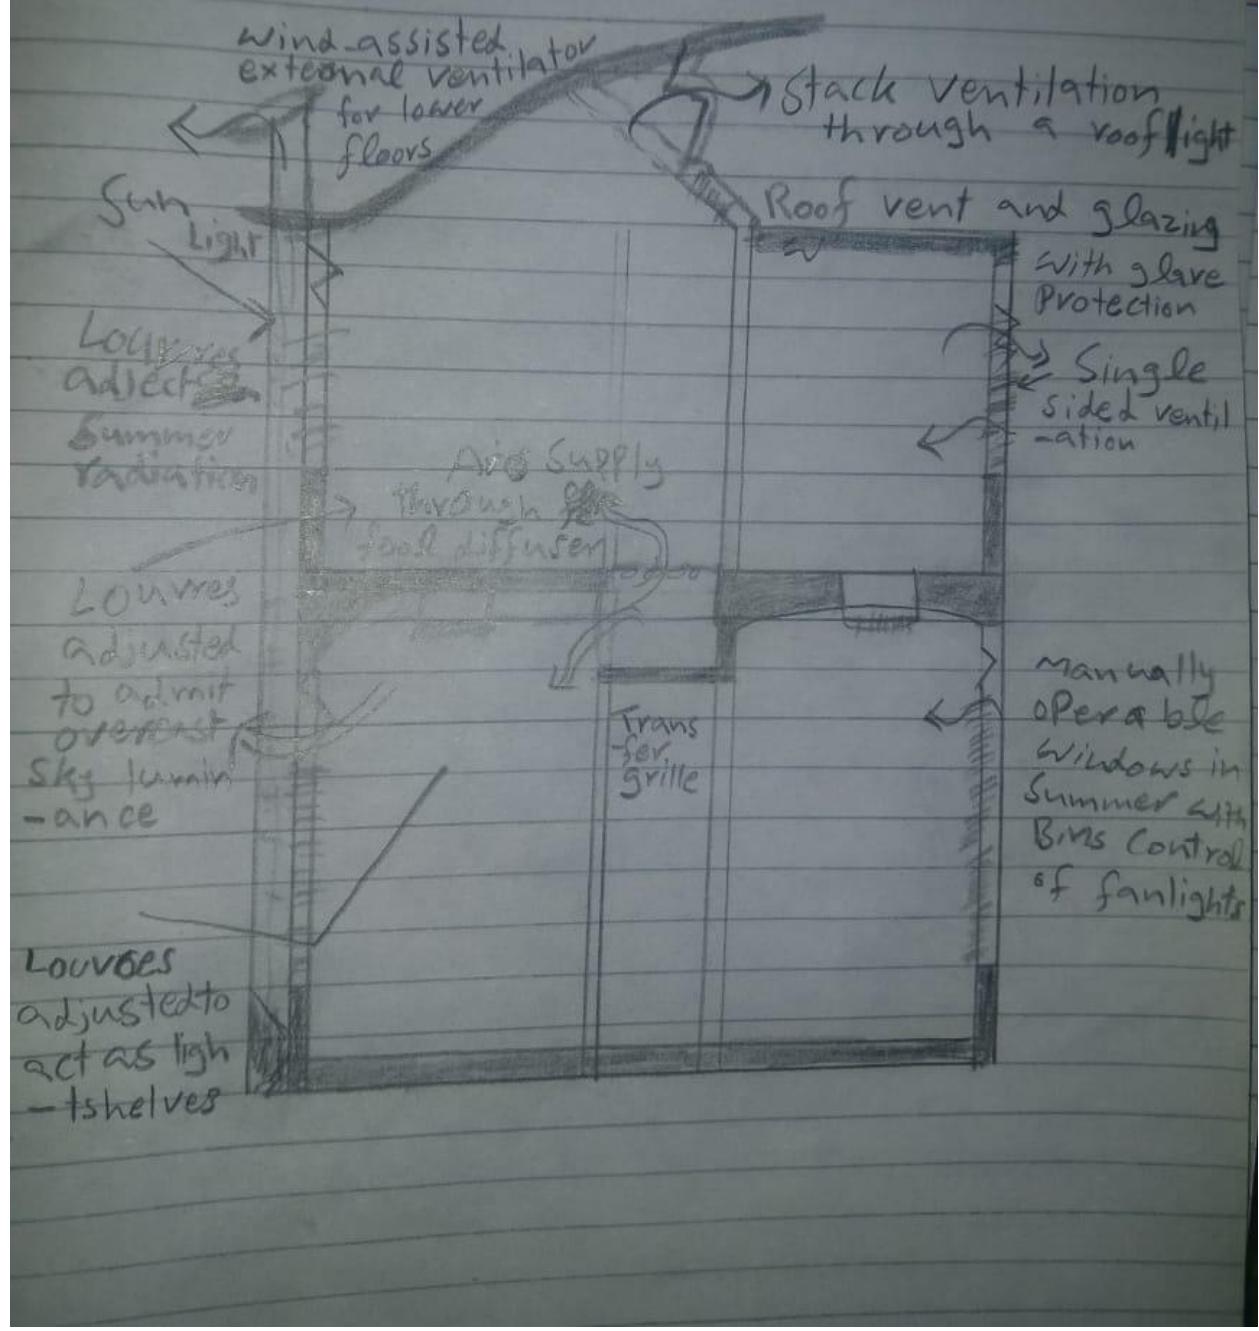 wind-assisted
external ventilator
for lower
floors
Stack ventilation
through a rooflight
Sun
Light
Roof vent and glazing
with glare
Protection
Louvres
adject
Summer
radiation
Single
sided ventil
-ation
Air Supply
through
diffuser
Louvres
adjusted
to admit
overcast
Sky lumin
-ance
Trans
-fer
grille
Manually
operable
windows in
Summer with
Bms Control
of fanlights
Louvres
adjusted to
act as ligh
-tshelves